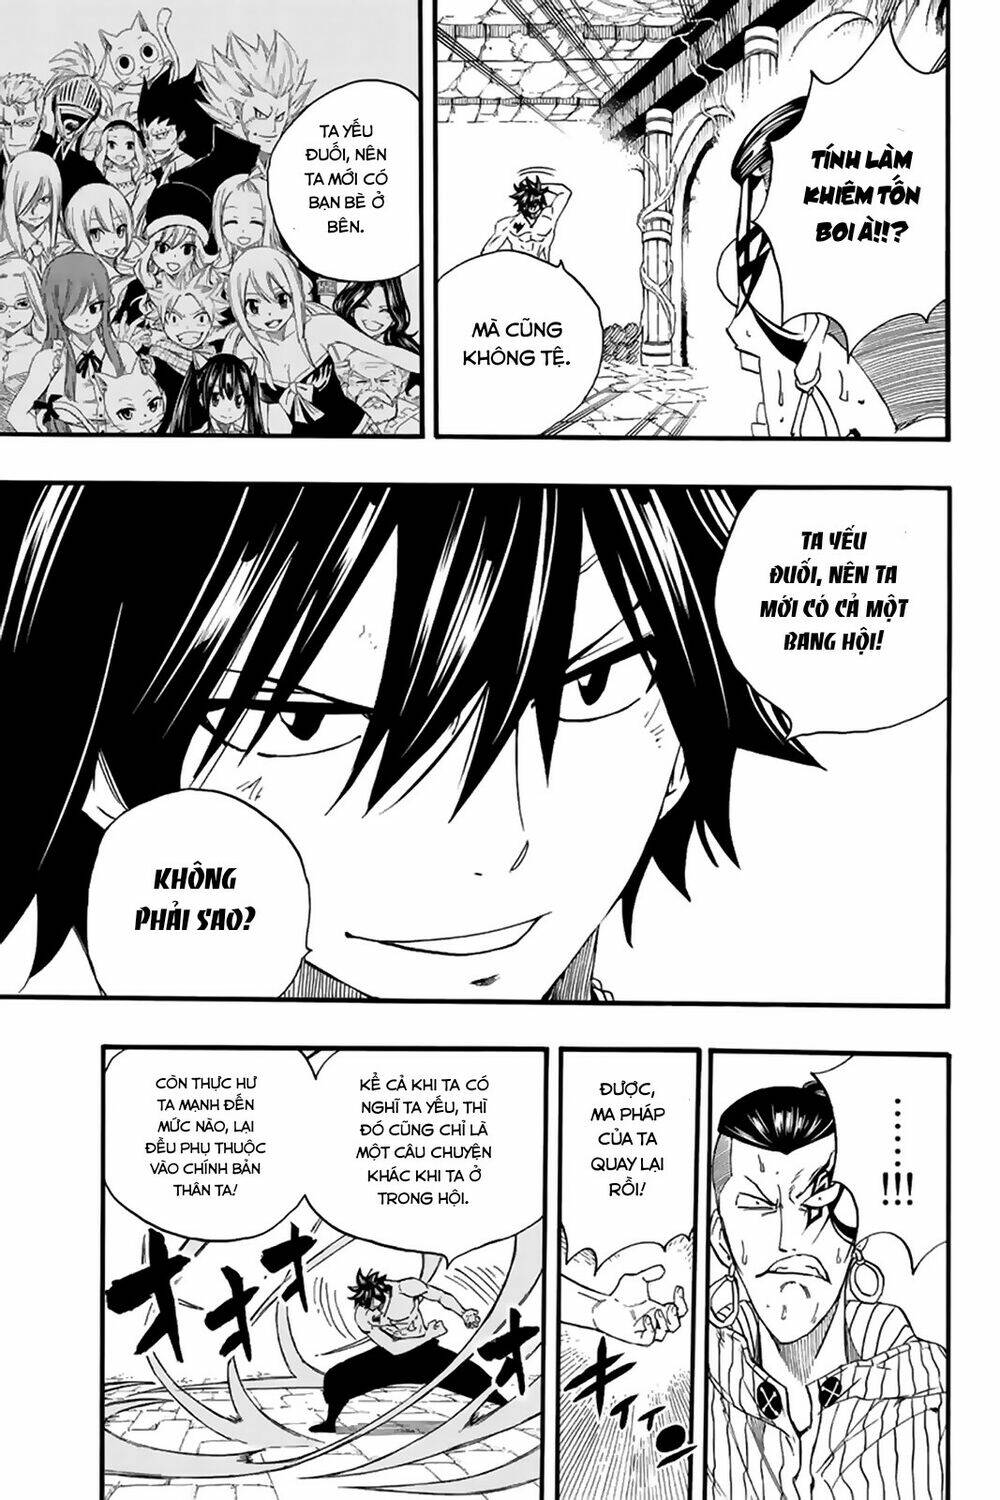 TÍNH LÀM
KHIÊM TỐN
BOI À!!?
MÀ CŨNG
KHÔNG TỆ.
TA YẾU
ĐUỐI, NÊN
TA MỚI CÓ
BẠN BÈ Ở
BÊN.
TA YẾU
ĐUỐI, NÊN TA
MỚI CÓ CẢ MỘT
BANG HỘI!
KHÔNG
PHẢI SAO?
......!!!
ĐƯỢC,
MA PHÁP
CỦA TA
QUAY LẠI
RỒI!
KỂ CẢ KHI TA CÓ
NGHĨ TA YẾU, THÌ
ĐÓ CŨNG CHỈ LÀ
MỘT CÂU CHUYỆN
KHÁC KHI TA Ở
TRONG HỘI.
CÒN THỰC HƯ
TA MẠNH ĐẾN
MỨC NÀO, LẠI
ĐỀU PHỤ THUỘC
VÀO CHÍNH BẢN
THÂN TA!
オオオ